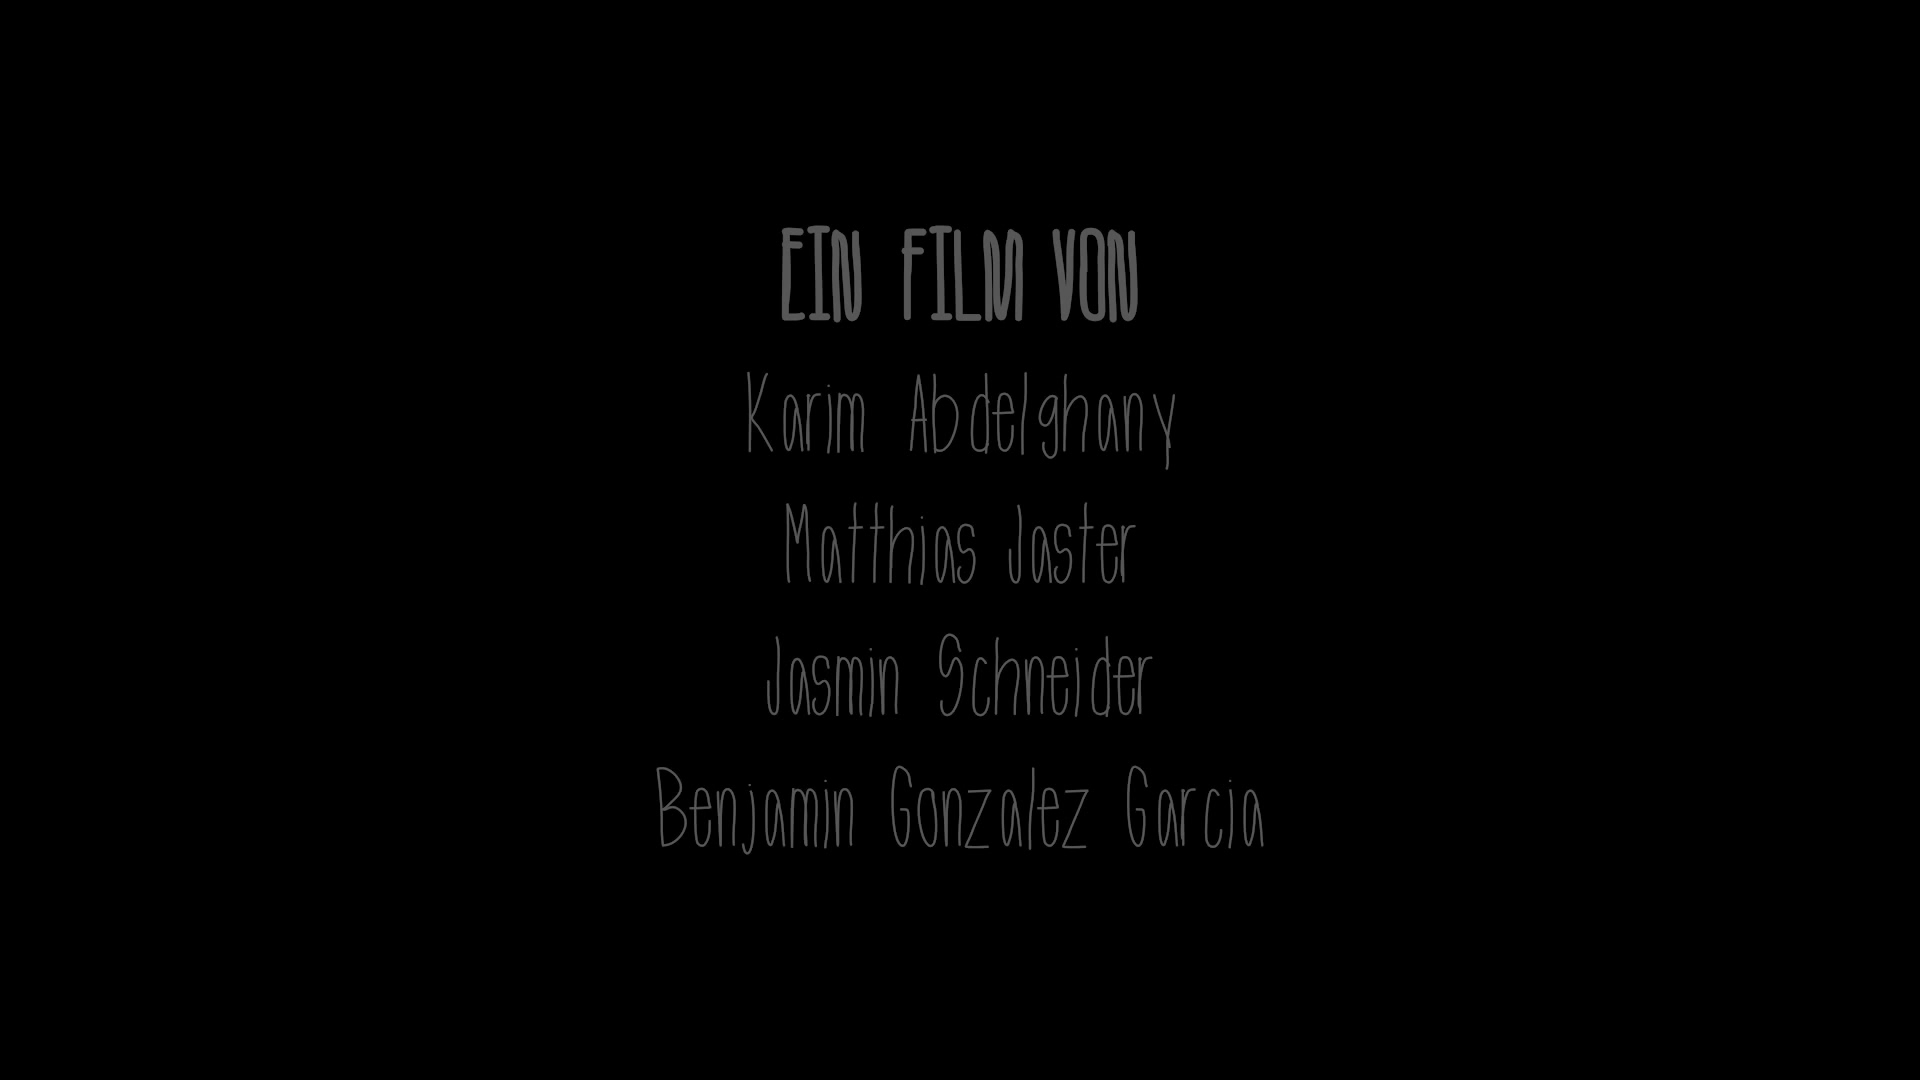 EIN FILM VON
Karim Abdelghany
Matthias Jaster
Jasmin Schneider
Benjamin Gonzalez Garcia